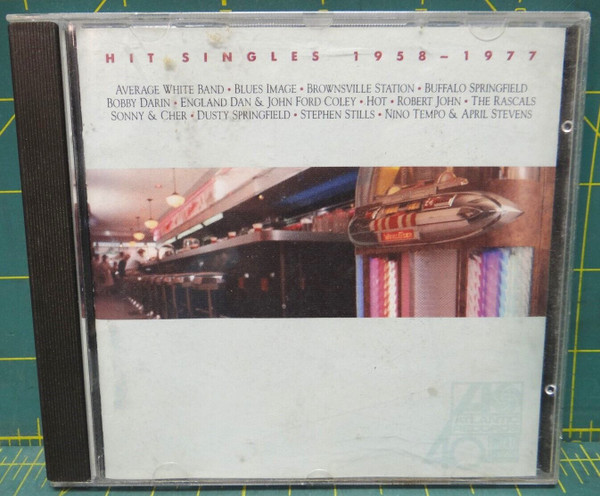 HIT SINGLES 1958–1977
AVERAGE WHITE BAND • BLUES IMAGE • BROWNSVILLE STATION • BUFFALO SPRINGFIELD
BOBBY DARIN • ENGLAND DAN & JOHN FORD COLEY • HOT • ROBERT JOHN • THE RASCALS
SONNY & CHER • DUSTY SPRINGFIELD • STEPHEN STILLS • NINO TEMPO & APRIL STEVENS
ATLANTIC